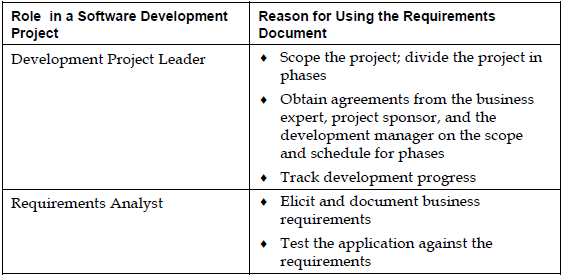 Role in a Software Development
Project
Reason for Using the Requirements
Document
Development Project Leader
♦ Scope the project; divide the project in
phases
♦ Obtain agreements from the business
expert, project sponsor, and the
development manager on the scope
and schedule for phases
♦ Track development progress
Requirements Analyst
♦ Elicit and document business
requirements
♦ Test the application against the
requirements